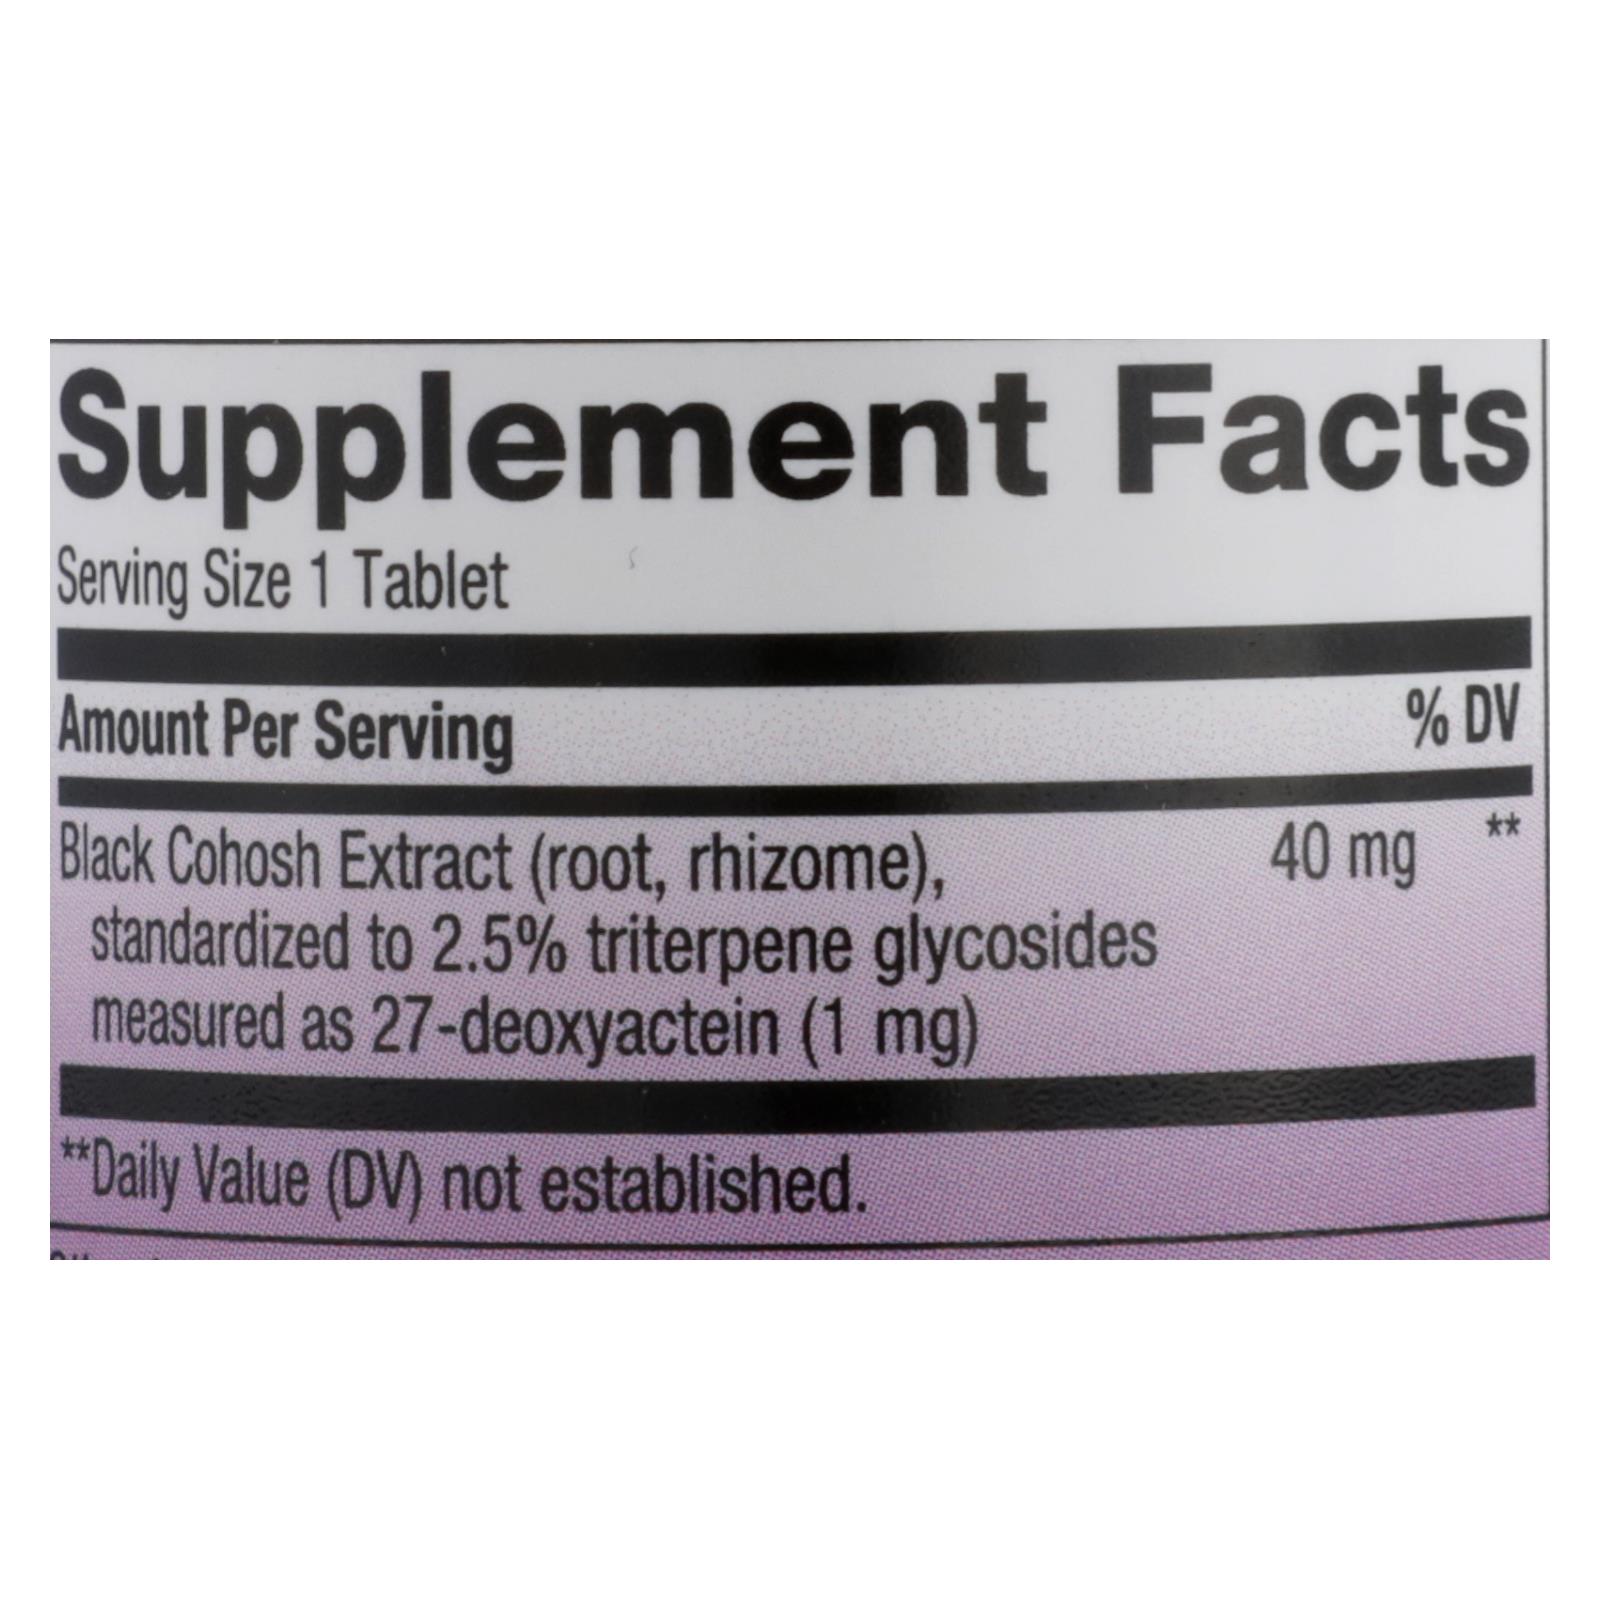 Supplement Facts
Serving Size 1 Tablet
Amount Per Serving % DV
Black Cohosh Extract (root, rhizome), 40 mg **
standardized to 2.5% triterpene glycosides
measured as 27-deoxyactein (1 mg)
**Daily Value (DV) not established.